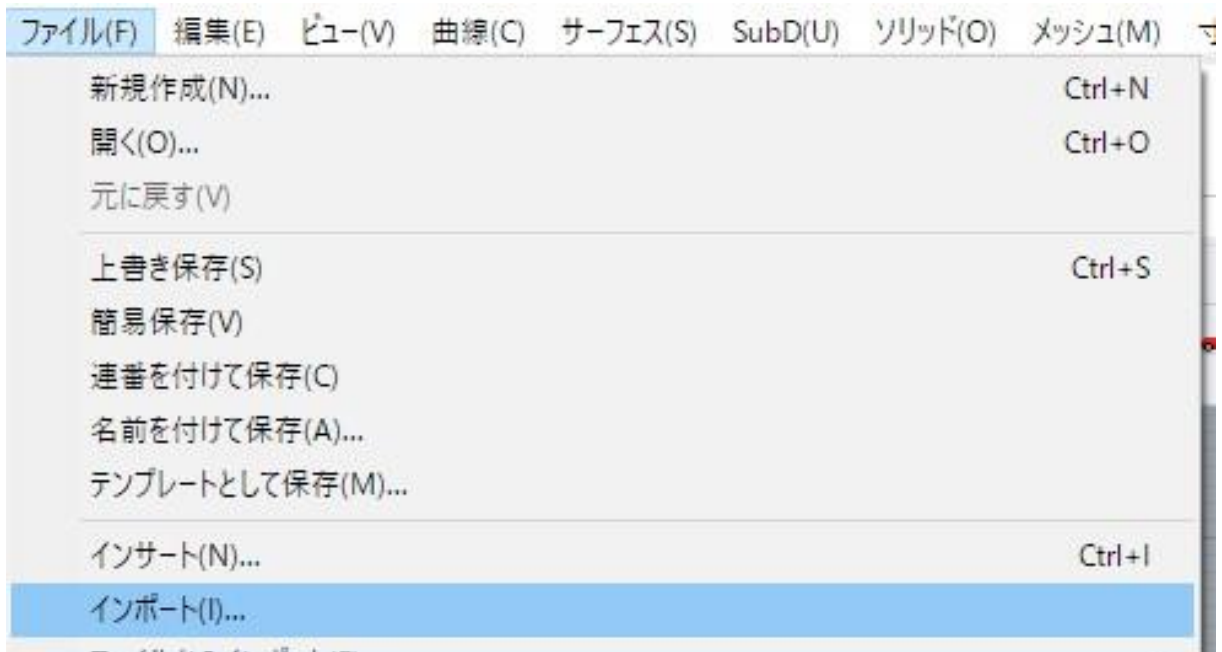 ファイル(F) 編集(E) ビュー(V) 曲線(C) サーフェス(S) SubD(U) ソリッド(O) メッシュ(M)
新規作成(N)... Ctrl+N
開く(O)... Ctrl+O
元に戻す(V)
上書き保存(S) Ctrl+S
簡易保存(V)
連番を付けて保存(C)
名前を付けて保存(A)...
テンプレートとして保存(M)...
インサート(N)... Ctrl+I
インポート(I)...